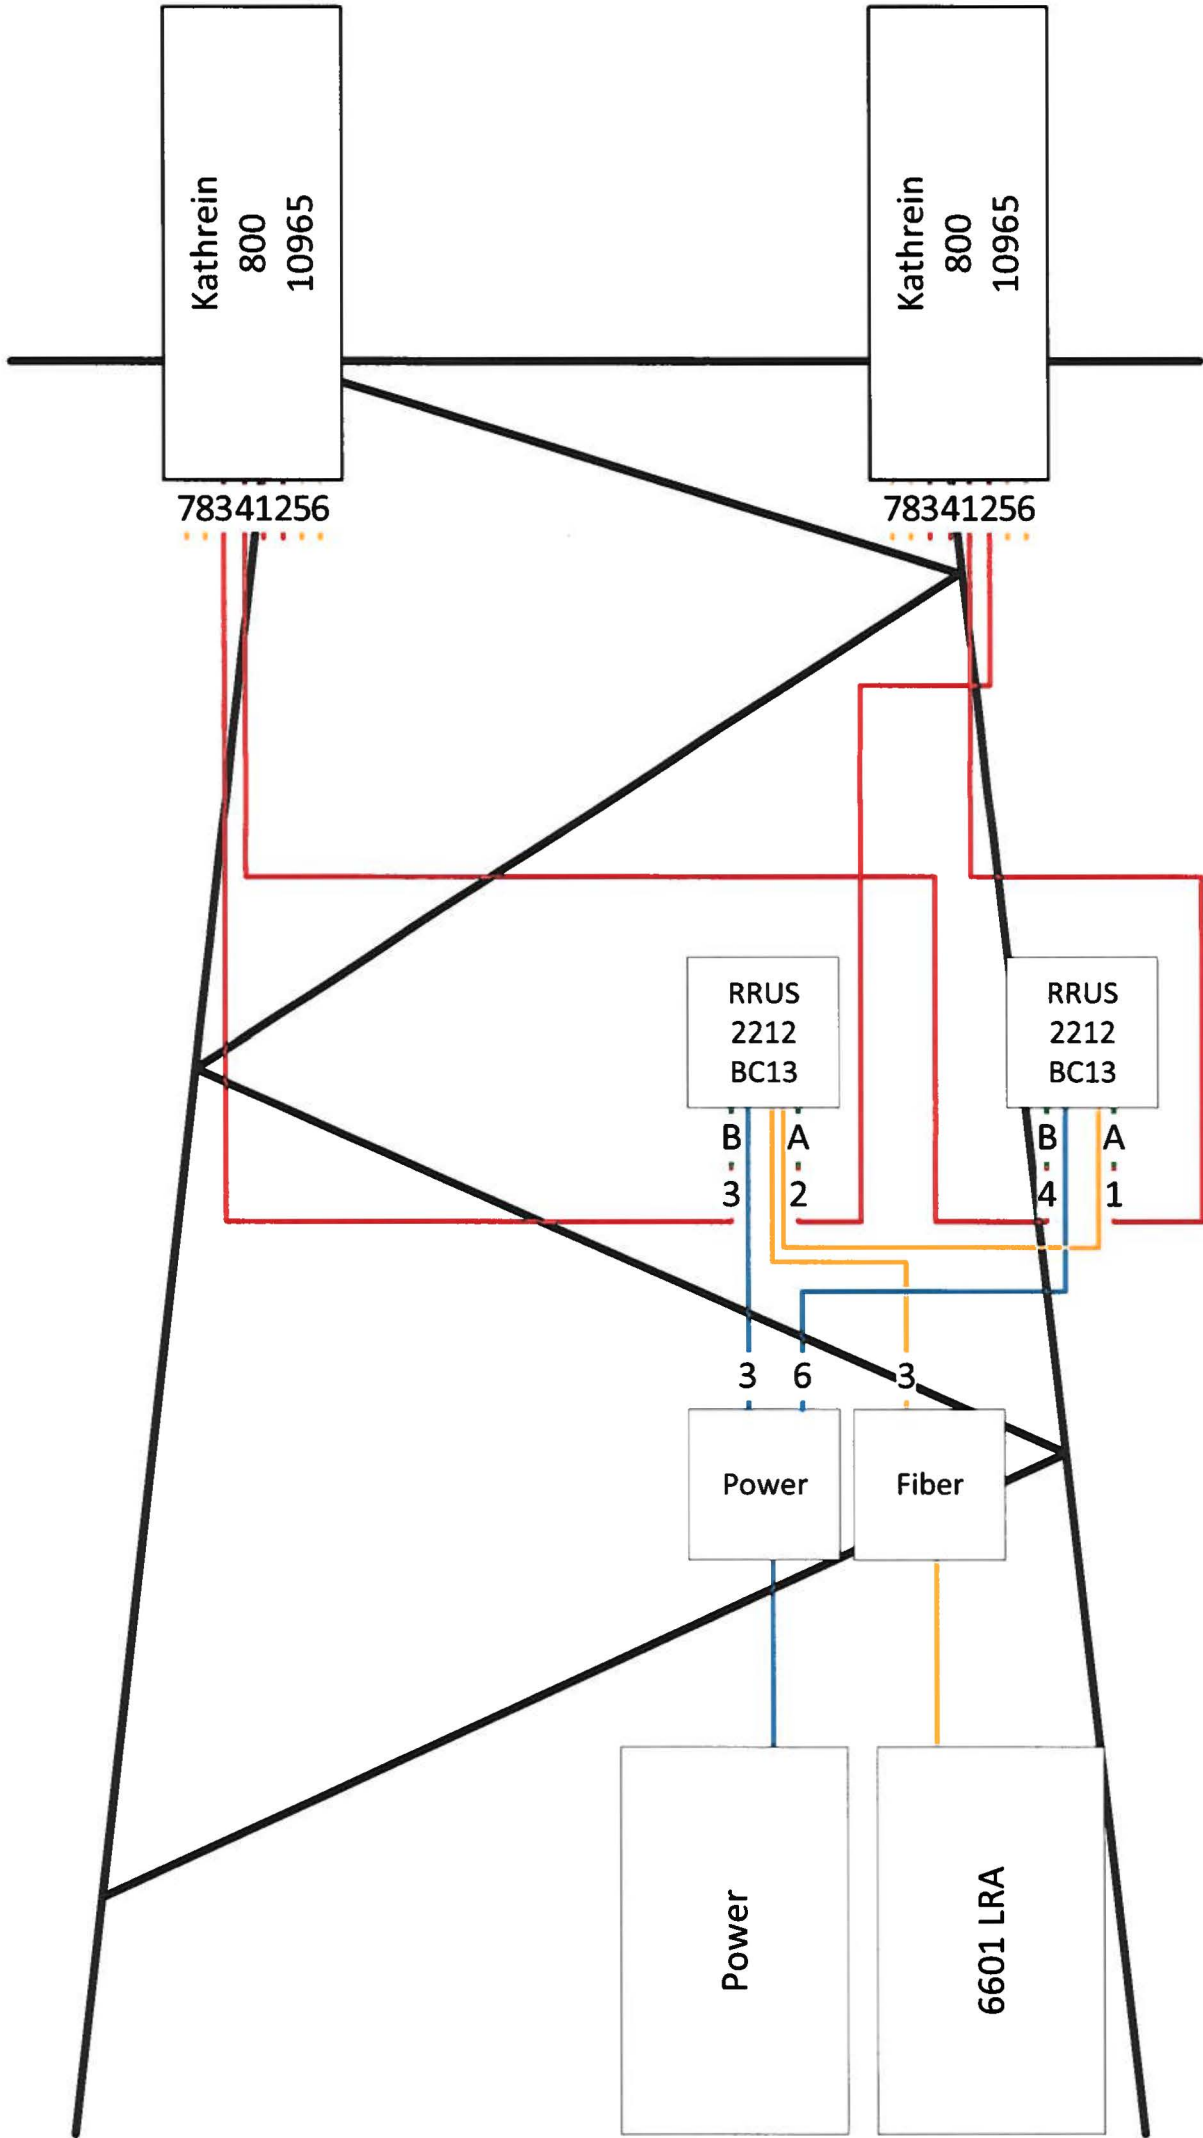 Kathrein
800
10965
Kathrein
800
10965
78341256
78341256
RRUS
2212
BC13
RRUS
2212
BC13
B A
B A
3 2
4 1
3 6 3
Power
Fiber
Power
6601 LRA